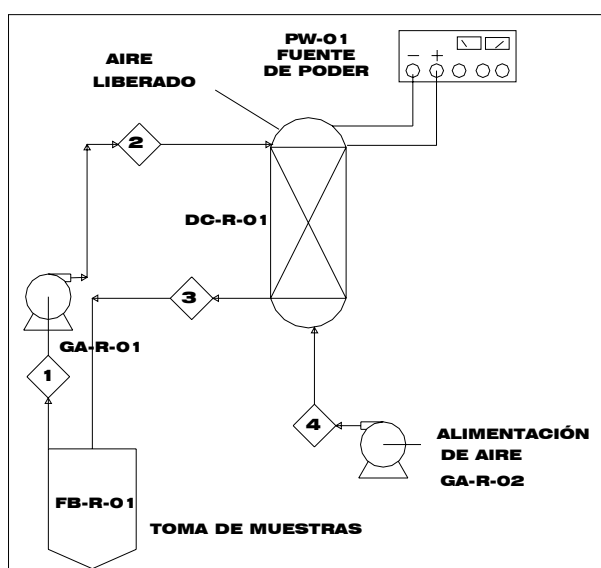 PW-01
FUENTE
DE PODER
− +
AIRE
LIBERADO
2
DC-R-01
3
GA-R-01
1
4
ALIMENTACIÓN
DE AIRE
GA-R-02
FB-R-01
TOMA DE MUESTRAS